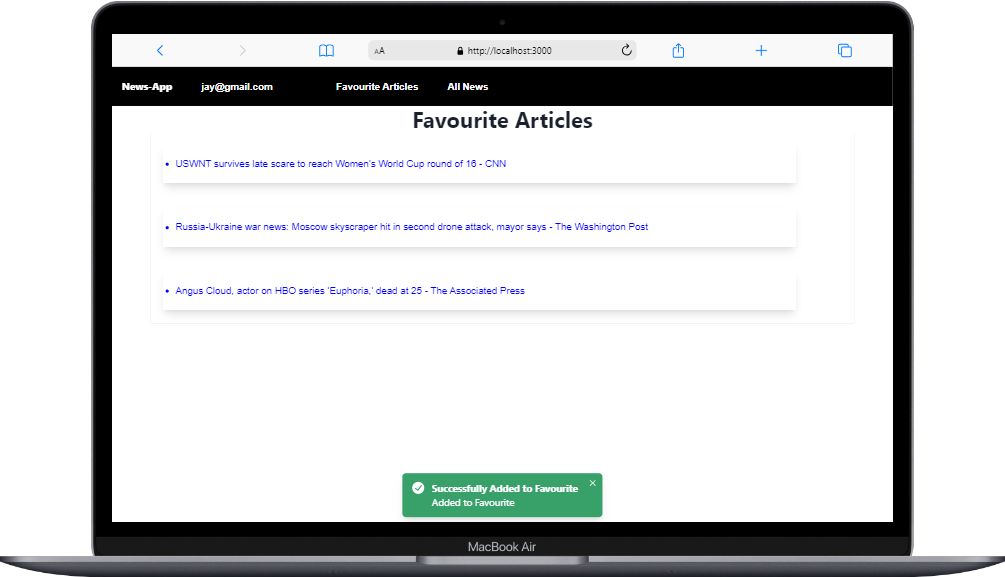 AA http://localhost:3000
News-App jay@gmail.com Favourite Articles All News
Favourite Articles
• USWNT survives late scare to reach Women's World Cup round of 16 - CNN
• Russia-Ukraine war news: Moscow skyscraper hit in second drone attack, mayor says - The Washington Post
• Angus Cloud, actor on HBO series 'Euphoria,' dead at 25 - The Associated Press
Successfully Added to Favourite
Added to Favourite
MacBook Air